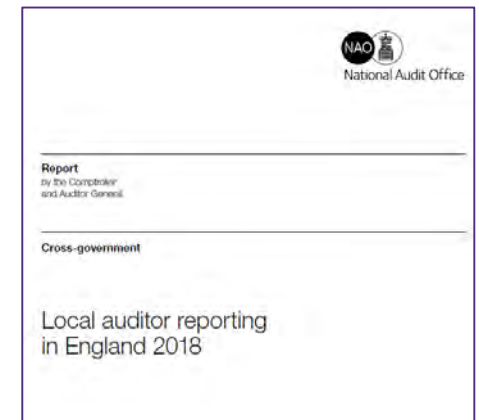 NAO
National Audit Office
Report
by the Comptroller
and Auditor General
Cross-government
Local auditor reporting
in England 2018